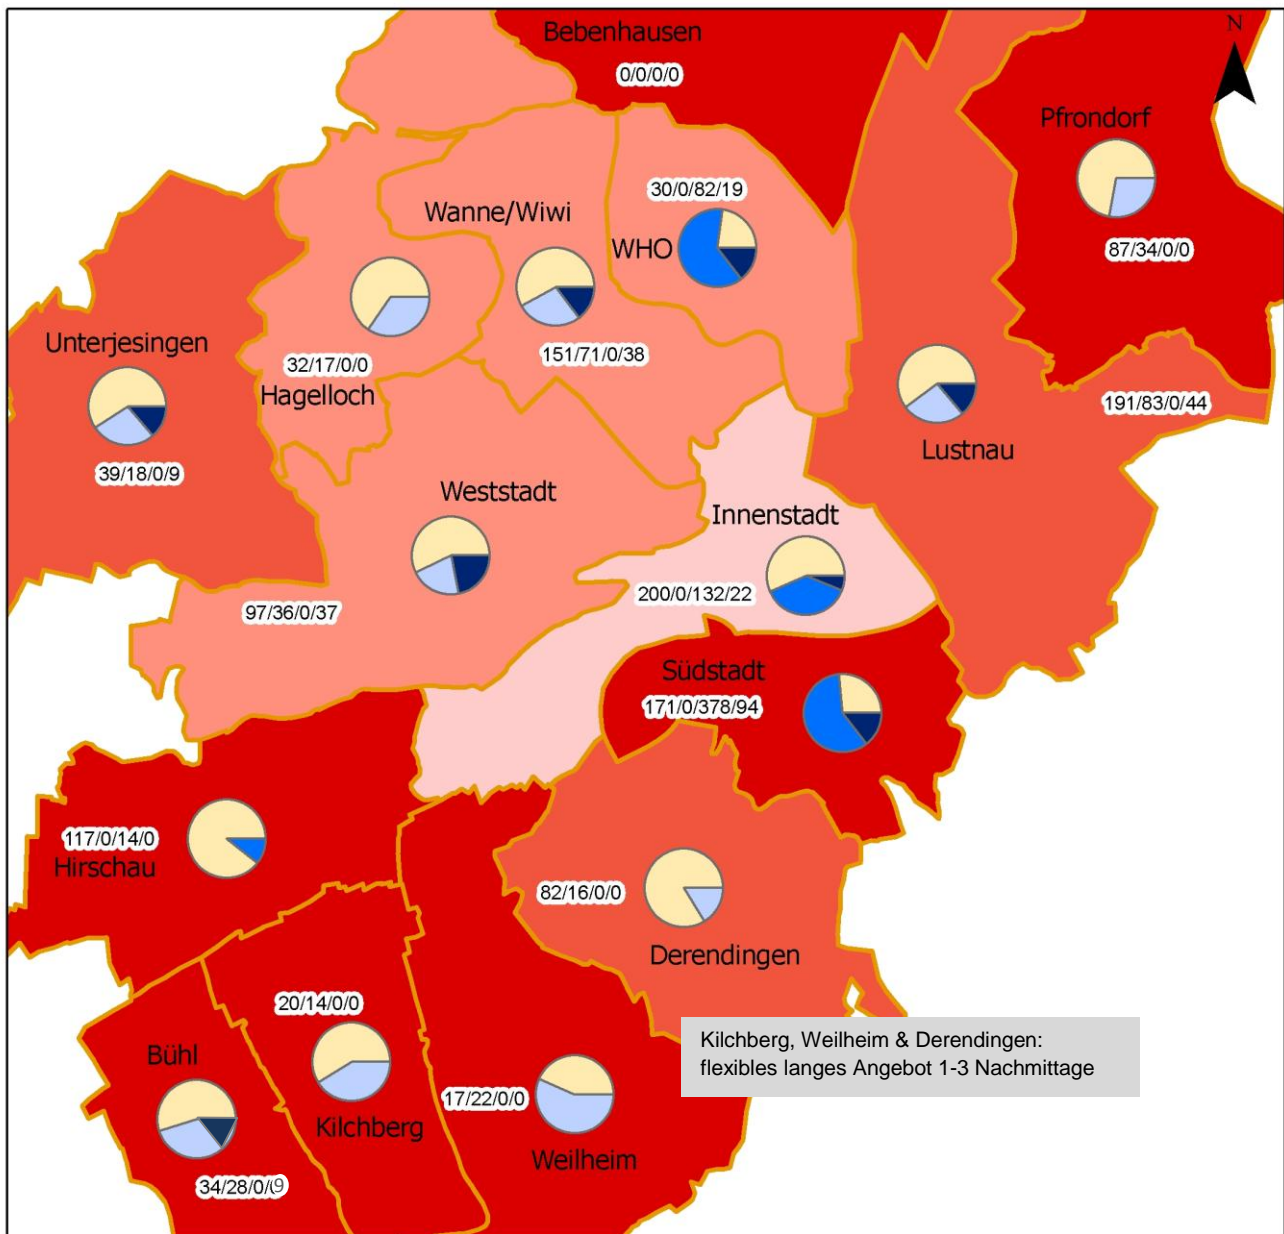 Bebenhausen
0/0/0/0
N
Pfrondorf
87/34/0/0
30/0/82/19
WHO
Wanne/Wiwi
151/71/0/38
Unterjesingen
39/18/0/9
32/17/0/0
Hagelloch
191/83/0/44
Lustnau
Weststadt
97/36/0/37
Innenstadt
200/0/132/22
Südstadt
171/0/378/94
117/0/14/0
Hirschau
82/16/0/0
Derendingen
20/14/0/0
Kilchberg
Bühl
34/28/0/9
17/22/0/0
Weilheim
Kilchberg, Weilheim & Derendingen:
flexibles langes Angebot 1-3 Nachmittage